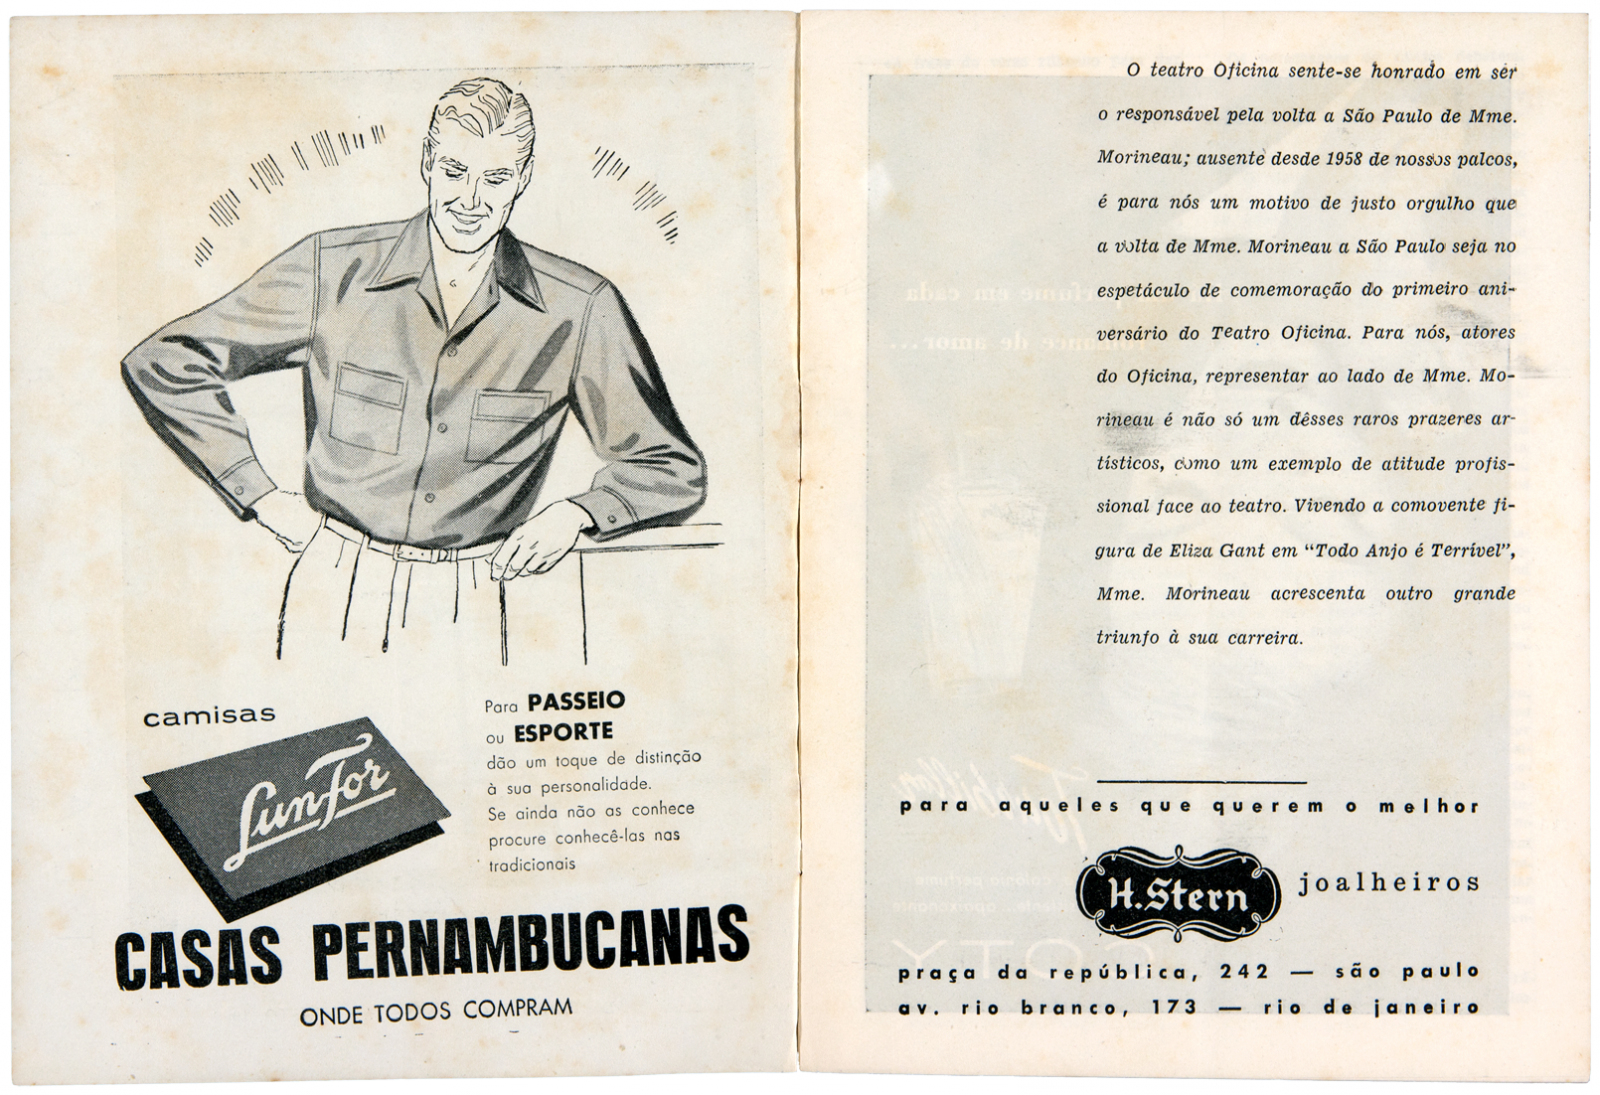 camisas
LunFor
Para PASSEIO
ou ESPORTE
dão um toque de distinção
à sua personalidade.
Se ainda não as conhece
procure conhecê-las nas
tradicionais
CASAS PERNAMBUCANAS
ONDE TODOS COMPRAM
O teatro Oficina sente-se honrado em ser
o responsável pela volta a São Paulo de Mme.
Morineau; ausente desde 1958 de nossos palcos,
é para nós um motivo de justo orgulho que
a volta de Mme. Morineau a São Paulo seja no
espetáculo de comemoração do primeiro ani-
versário do Teatro Oficina. Para nós, atores
do Oficina, representar ao lado de Mme. Mo-
rineau é não só um dêsses raros prazeres ar-
tísticos, como um exemplo de atitude profis-
sional face ao teatro. Vivendo a comovente fi-
gura de Eliza Gant em “Todo Anjo é Terrível”,
Mme. Morineau acrescenta outro grande
triunfo à sua carreira.
para aqueles que querem o melhor
H.Stern joalheiros
praça da república, 242 — são paulo
av. rio branco, 173 — rio de janeiro